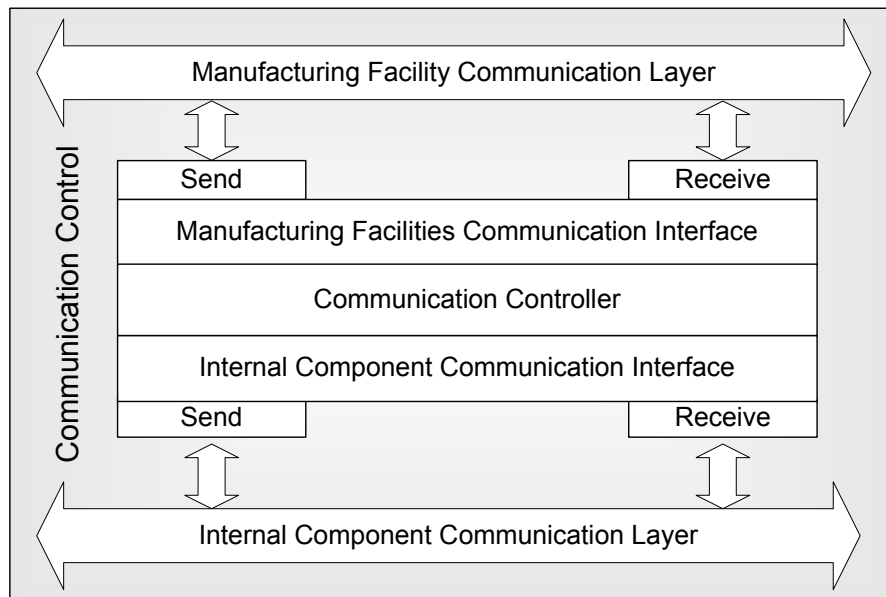 Manufacturing Facility Communication Layer
Communication Control
Send
Receive
Manufacturing Facilities Communication Interface
Communication Controller
Internal Component Communication Interface
Send
Receive
Internal Component Communication Layer